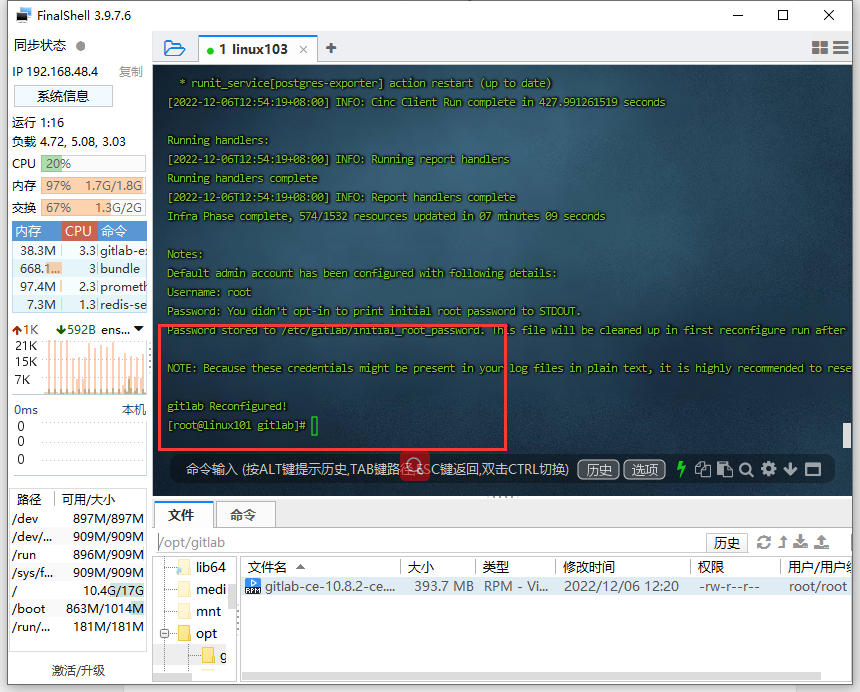 FinalShell 3.9.7.6
同步状态
IP 192.168.48.4 复制
系统信息
运行 1:16
负载 4.72, 5.08, 3.03
CPU 20%
内存 97% 1.7G/1.8G
交换 67% 1.3G/2G
内存 CPU 命令
38.3M 3.3 gitlab-e
668.1... 3 bundle
97.4M 2.3 prometh
7.3M 1.3 redis-se
1K 592B ens...
21K
15K
7K
0ms 本机
0
0
0
路径 可用/大小
/dev 897M/897M
/dev/... 909M/909M
/run 896M/909M
/sys/f... 909M/909M
/ 10.4G/17G
/boot 863M/1014M
/run/... 181M/181M
激活/升级
1 linux103 × +
* runit_service[postgres-exporter] action restart (up to date)
[2022-12-06T12:54:19+08:00] INFO: Cinc Client Run complete in 427.991261519 seconds
Running handlers:
[2022-12-06T12:54:19+08:00] INFO: Running report handlers
Running handlers complete
[2022-12-06T12:54:19+08:00] INFO: Report handlers complete
Infra Phase complete, 574/1532 resources updated in 07 minutes 09 seconds
Notes:
Default admin account has been configured with following details:
Username: root
Password: You didn't opt-in to print initial root password to STDOUT.
Password stored to /etc/gitlab/initial_root_password. This file will be cleaned up in first reconfigure run after
NOTE: Because these credentials might be present in your log files in plain text, it is highly recommended to rese
gitlab Reconfigured!
[root@linux101 gitlab]#
命令输入 (按ALT键提示历史,TAB键路径,ESC键返回,双击CTRL切换) 历史 选项
文件 命令
/opt/gitlab 历史
lib64
medi
mnt
opt
g
文件名 大小 类型 修改时间 权限 用户/用户组
gitlab-ce-10.8.2-ce.... 393.7 MB RPM - Vi... 2022/12/06 12:20 -rw-r--r-- root/root